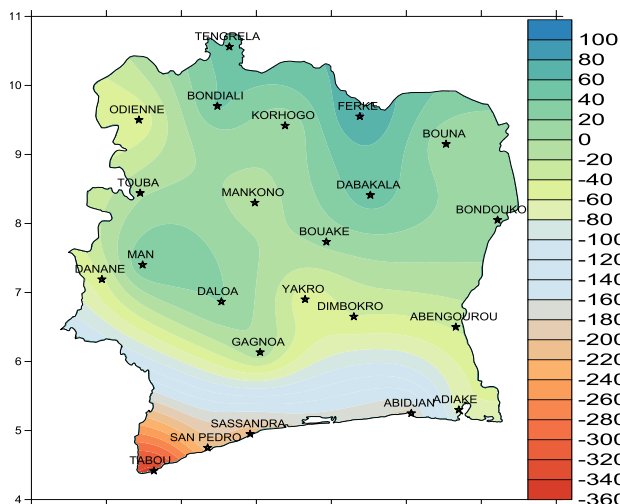 11
TENGRELA
100
80
10
BONDIALI
60
ODIENNE
KORHOGO
FERKE
40
20
BOUNA
0
9
-20
TOUBA
-40
MANKONO
DABAKALA
-60
BONDOUKO
-80
8
BOUAKE
-100
-120
MAN
DANANE
-140
7
DALOA
YAKRO
-160
DIMBOKRO
ABENGOUROU
-180
GAGNOA
-200
6
-220
-240
ABIDJAN
ADIAKE
-260
SASSANDRA
-280
5
SAN PEDRO
-300
TABOU
-320
-340
4
-360